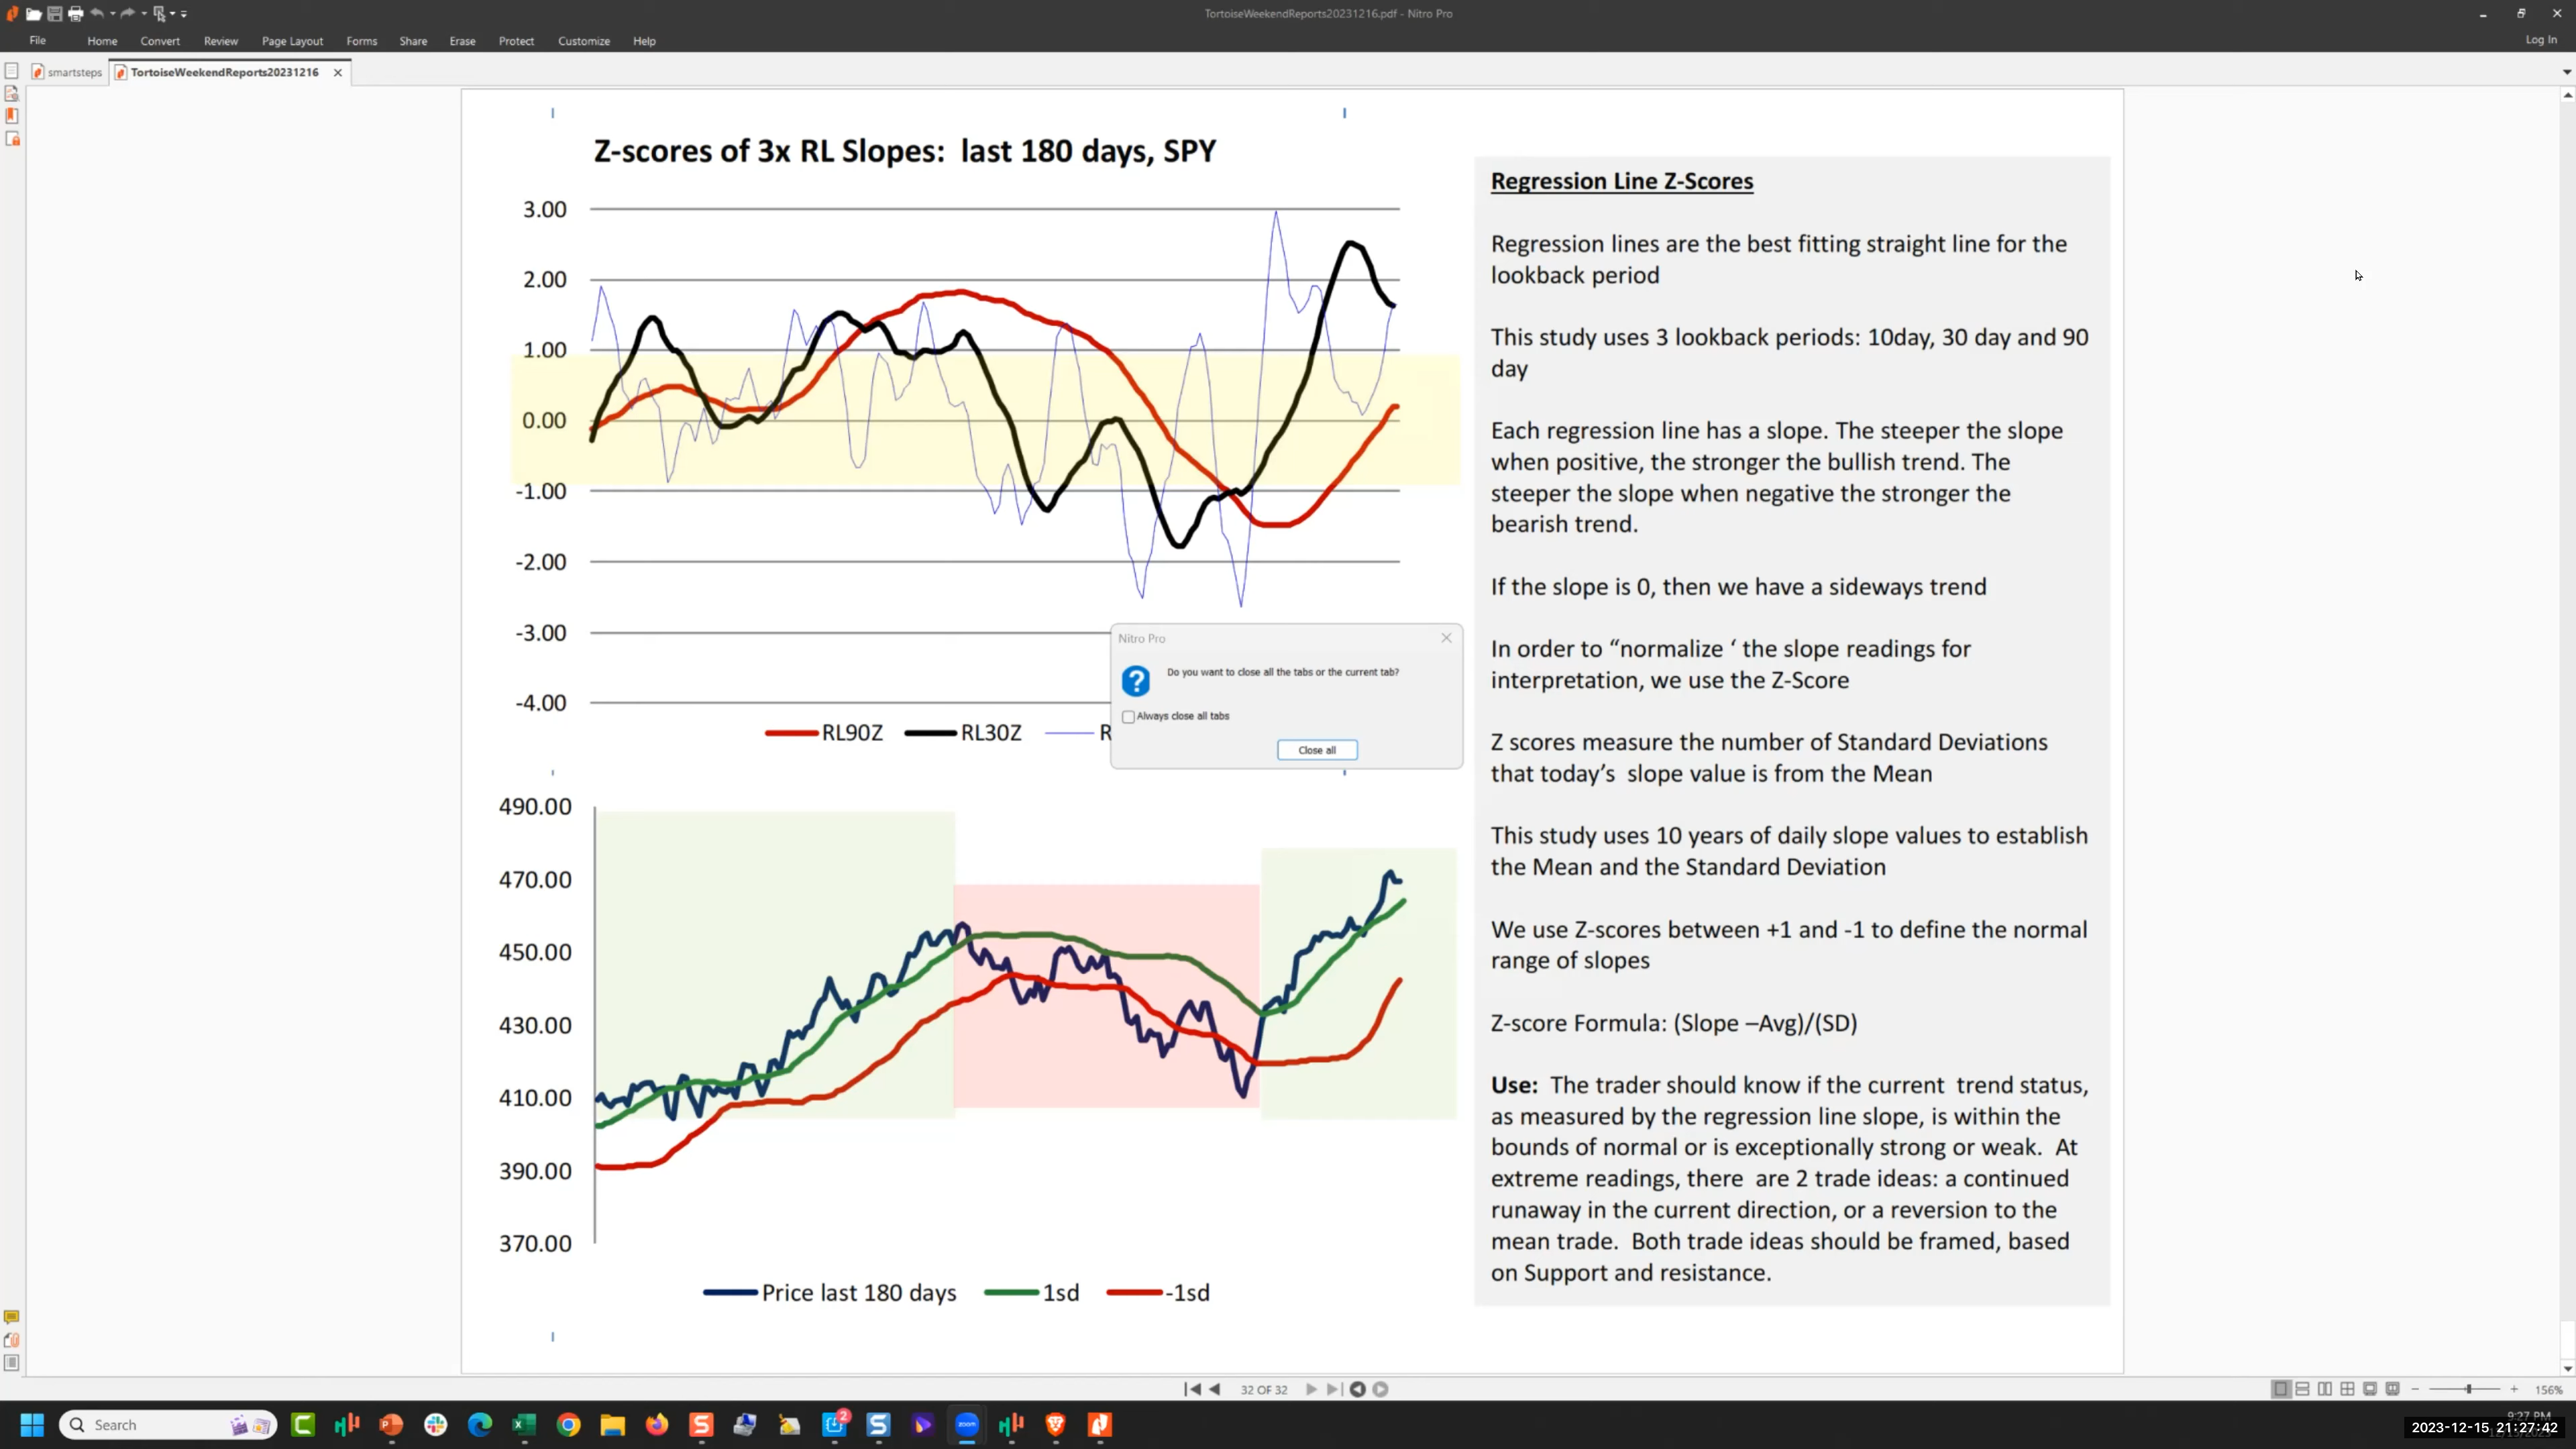 TortoiseWeekendReports20231216.pdf - Nitro Pro
File Home Convert Review Page Layout Forms Share Erase Protect Customize Help
Log In
smartsteps
TortoiseWeekendReports20231216
Z-scores of 3x RL Slopes: last 180 days, SPY
3.00
2.00
1.00
0.00
-1.00
-2.00
-3.00
-4.00
RL90Z RL30Z R
Nitro Pro
Do you want to close all the tabs or the current tab?
Always close all tabs
Close all
490.00
470.00
450.00
430.00
410.00
390.00
370.00
Price last 180 days 1sd -1sd
Regression Line Z-Scores
Regression lines are the best fitting straight line for the
lookback period
This study uses 3 lookback periods: 10day, 30 day and 90
day
Each regression line has a slope. The steeper the slope
when positive, the stronger the bullish trend. The
steeper the slope when negative the stronger the
bearish trend.
If the slope is 0, then we have a sideways trend
In order to “normalize ‘ the slope readings for
interpretation, we use the Z-Score
Z scores measure the number of Standard Deviations
that today’s slope value is from the Mean
This study uses 10 years of daily slope values to establish
the Mean and the Standard Deviation
We use Z-scores between +1 and -1 to define the normal
range of slopes
Z-score Formula: (Slope –Avg)/(SD)
Use: The trader should know if the current trend status,
as measured by the regression line slope, is within the
bounds of normal or is exceptionally strong or weak. At
extreme readings, there are 2 trade ideas: a continued
runaway in the current direction, or a reversion to the
mean trade. Both trade ideas should be framed, based
on Support and resistance.
32 OF 32
156%
Search
2
zoom
9:27 PM
2023-12-15 21:27:42